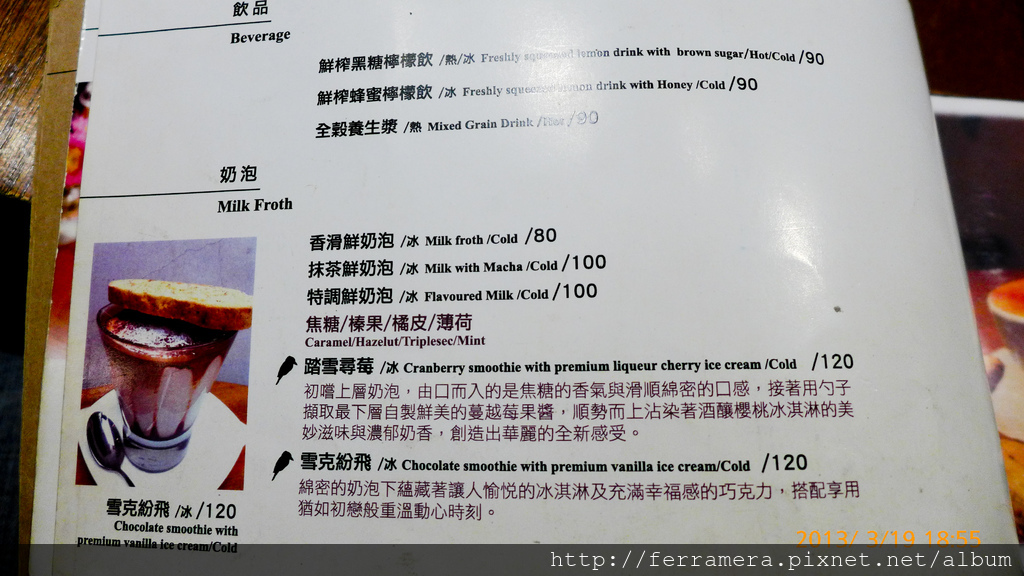 飲品
Beverage
鮮榨黑糖檸檬飲 /熱/冰 Freshly squeezed lemon drink with brown sugar/Hot/Cold /90
鮮榨蜂蜜檸檬飲 /冰 Freshly squeezed lemon drink with Honey /Cold /90
全穀養生漿 /熱 Mixed Grain Drink /Hot /90
奶泡
Milk Froth
香滑鮮奶泡 /冰 Milk froth /Cold /80
抹茶鮮奶泡 /冰 Milk with Macha /Cold /100
特調鮮奶泡 /冰 Flavoured Milk /Cold /100
焦糖/榛果/橘皮/薄荷
Caramel/Hazelut/Triplesec/Mint
踏雪尋莓 /冰 Cranberry smoothie with premium liqueur cherry ice cream /Cold /120
初嚐上層奶泡，由口而入的是焦糖的香氣與滑順綿密的口感，接著用勺子
擷取最下層自製鮮美的蔓越莓果醬，順勢而上沾染著酒釀櫻桃冰淇淋的美
妙滋味與濃郁奶香，創造出華麗的全新感受。
雪克紛飛 /冰 Chocolate smoothie with premium vanilla ice cream/Cold /120
綿密的奶泡下蘊藏著讓人愉悅的冰淇淋及充滿幸福感的巧克力，搭配享用
猶如初戀般重溫動心時刻。
雪克紛飛 /冰 /120
Chocolate smoothie with
premium vanilla ice cream/Cold
2013/ 3/19 18:55
http://ferramera.pixnet.net/album